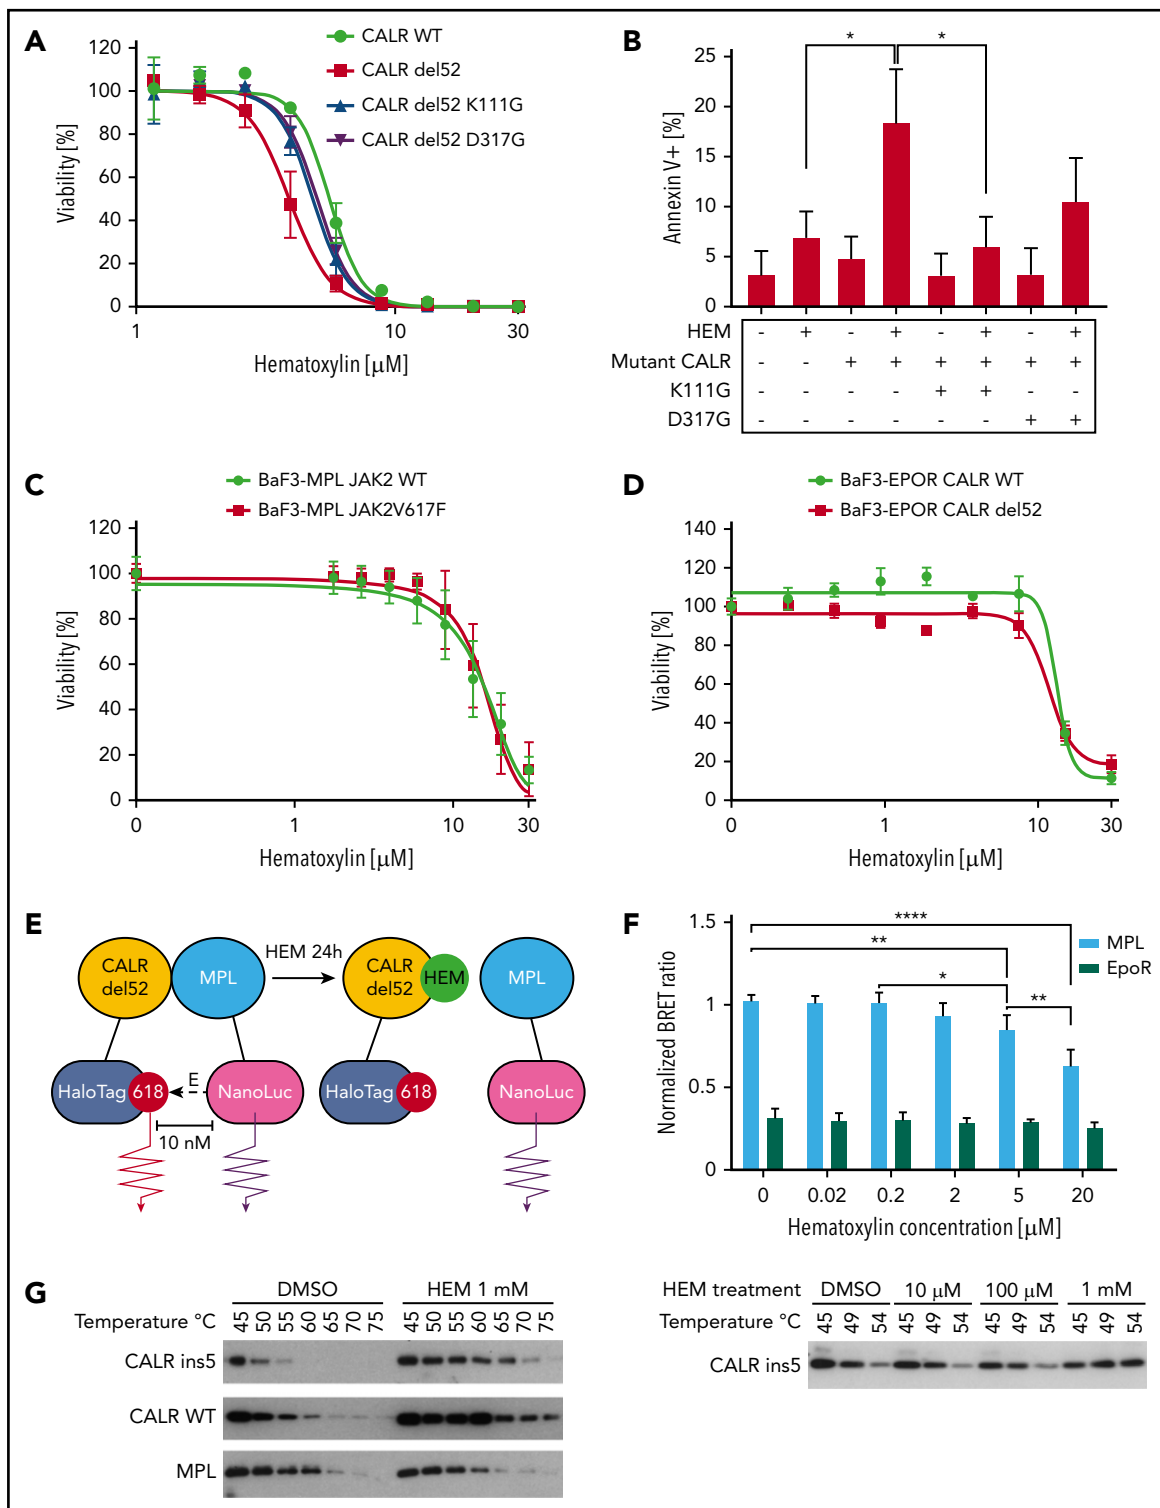 A
CALR WT
CALR del52
CALR del52 K111G
CALR del52 D317G
120
100
80
60
40
20
0
Viability [%]
1
10
30
Hematoxylin [µM]
B
*
*
25
20
15
10
5
0
Annexin V+ [%]
HEM - + - + - + - +
Mutant CALR - - + + + + + +
K111G - - - - + + - -
D317G - - - - - - + +
C
BaF3-MPL JAK2 WT
BaF3-MPL JAK2V617F
120
100
80
60
40
20
0
Viability [%]
0
1
10
30
Hematoxylin [µM]
D
BaF3-EPOR CALR WT
BaF3-EPOR CALR del52
140
120
100
80
60
40
20
0
Viability [%]
0
1
10
30
Hematoxylin [µM]
E
CALR
del52
MPL
HEM 24h
CALR
del52
HEM
MPL
HaloTag
618
E
NanoLuc
HaloTag
618
NanoLuc
10 nM
F
****
**
*
**
MPL
EpoR
1.5
1
0.5
0
Normalized BRET ratio
0
0.02
0.2
2
5
20
Hematoxylin concentration [µM]
G
DMSO
HEM 1 mM
Temperature °C
45 50 55 60 65 70 75
45 50 55 60 65 70 75
CALR ins5
CALR WT
MPL
HEM treatment
DMSO
10 µM
100 µM
1 mM
Temperature °C
45 49 54 45 49 54 45 49 54 45 49 54
CALR ins5